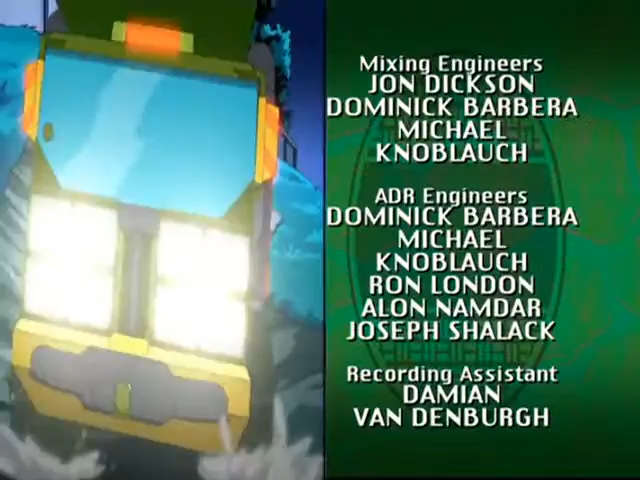 Mixing Engineers
JON DICKSON
DOMINICK BARBERA
MICHAEL
KNOBLAUCH
ADR Engineers
DOMINICK BARBERA
MICHAEL
KNOBLAUCH
RON LONDON
ALON NAMDAR
JOSEPH SHALACK
Recording Assistant
DAMIAN
VAN DENBURGH